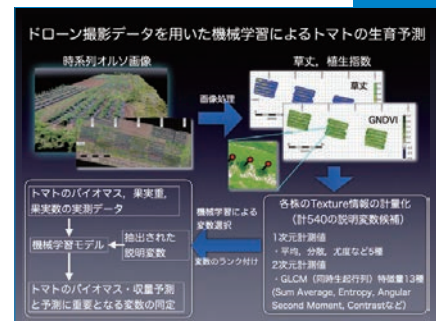 ドローン撮影データを用いた機械学習によるトマトの生育予測
時系列オルソ画像
画像処理
草丈，植生指数
草丈
GNDVI
トマトのバイオマス，果実重，
果実数の実測データ
機械学習モデル
抽出された
説明変数
トマトのバイオマス・収量予測
と予測に重要となる変数の同定
機械学習による
変数選択
変数のランク付け
各株のTexture情報の計量化
（計540の説明変数候補）
1次元計測値
・平均，分散，尤度など5種
2次元計測値
・GLCM（同時生起行列）特徴量13種
(Sum Average, Entropy, Angular
Second Moment, Contrastなど)